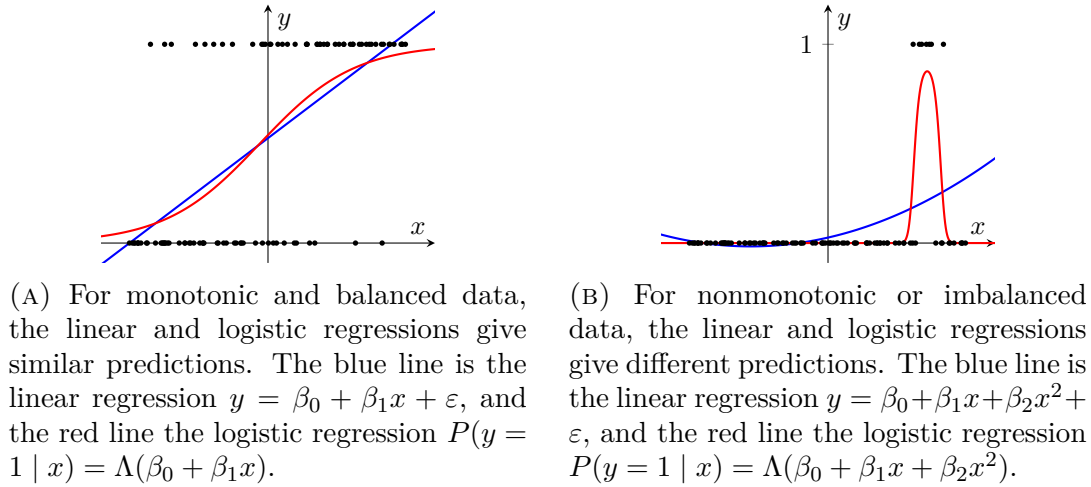 y
x
(A) For monotonic and balanced data,
the linear and logistic regressions give
similar predictions. The blue line is the
linear regression y = β₀ + β₁x + ε, and
the red line the logistic regression P(y =
1 | x) = Λ(β₀ + β₁x).
y
1
x
(B) For nonmonotonic or imbalanced
data, the linear and logistic regressions
give different predictions. The blue line is
the linear regression y = β₀+β₁x+β₂x²+
ε, and the red line the logistic regression
P(y = 1 | x) = Λ(β₀ + β₁x + β₂x²).